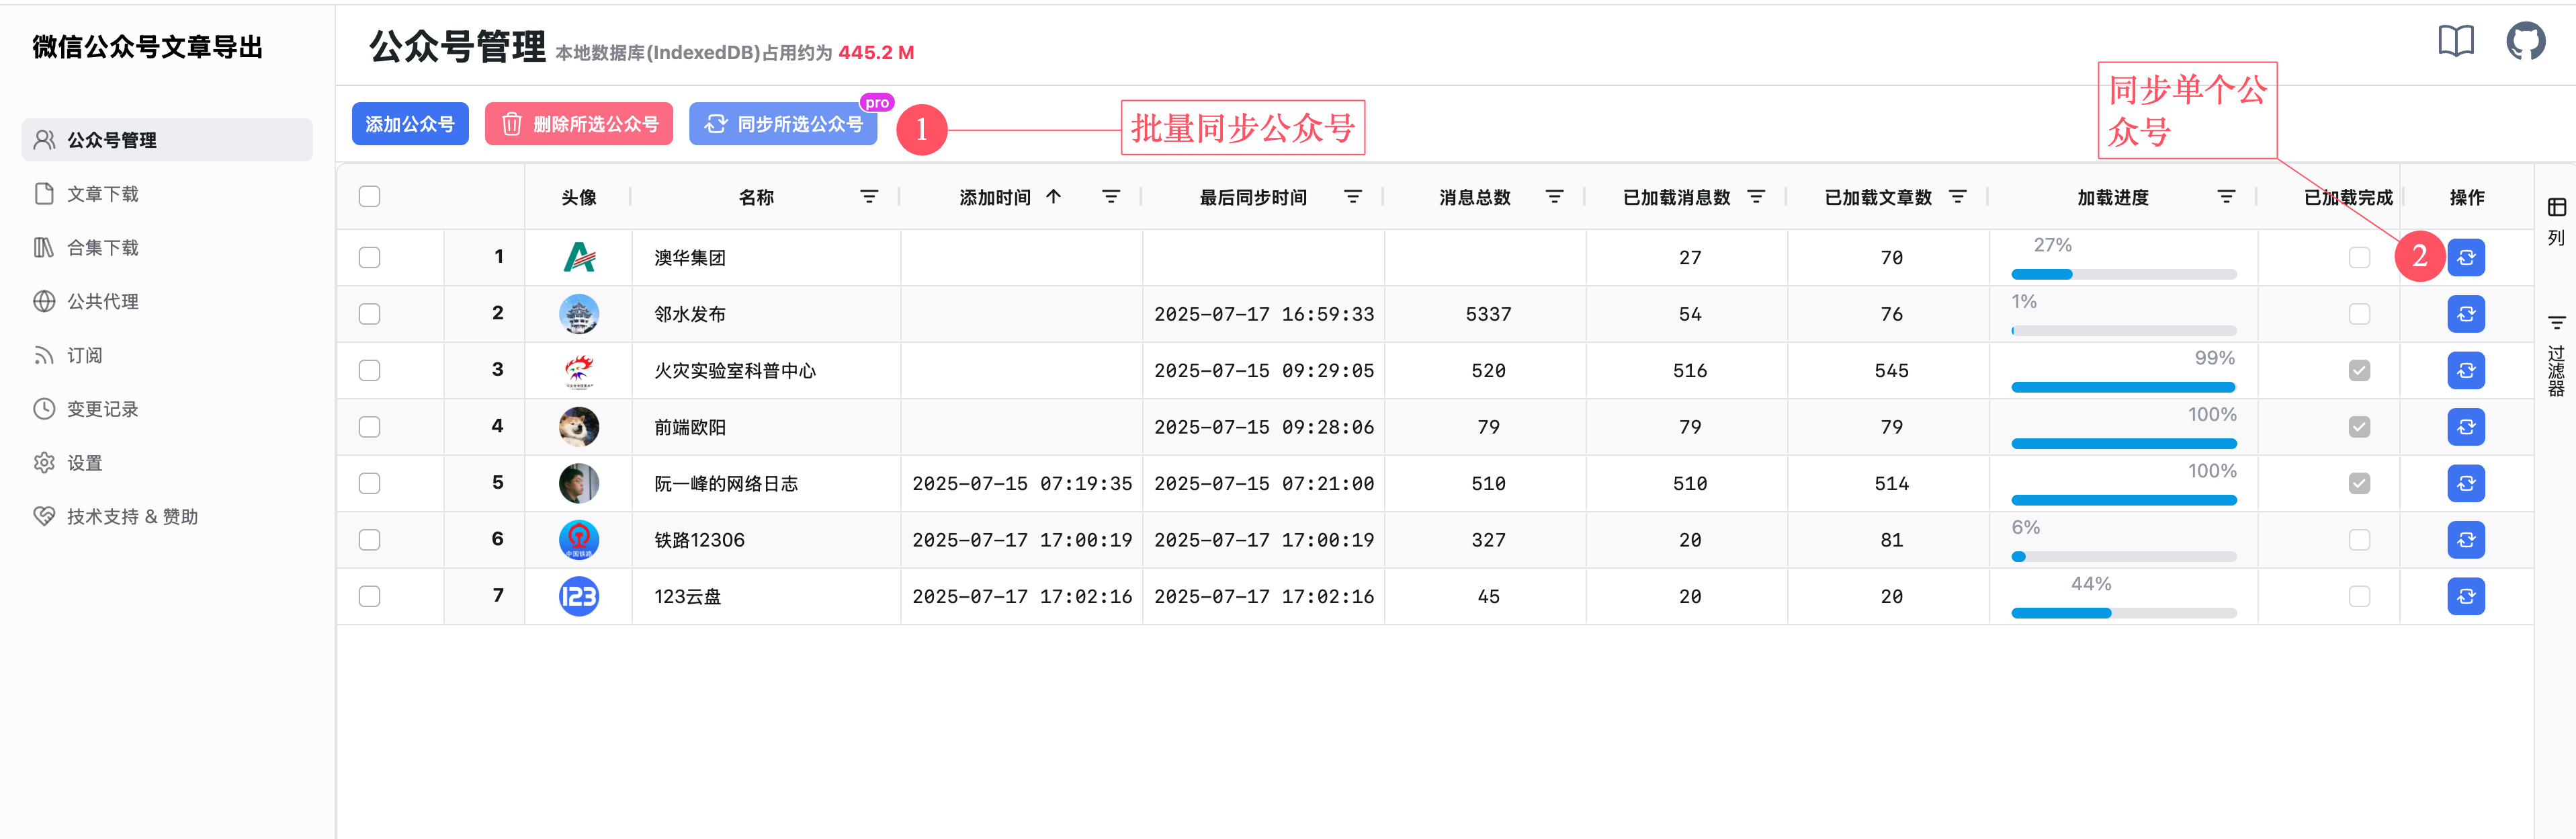 微信公众号文章导出
公众号管理
文章下载
合集下载
公共代理
订阅
变更记录
设置
技术支持 & 赞助
公众号管理 本地数据库(IndexedDB)占用约为 445.2 M
添加公众号 删除所选公众号 同步所选公众号 pro
1 批量同步公众号
同步单个公
众号
头像 名称 添加时间 最后同步时间 消息总数 已加载消息数 已加载文章数 加载进度 已加载完成 操作
1 澳华集团 27 70 27% 2
2 邻水发布 2025-07-17 16:59:33 5337 54 76 1%
3 火灾实验室科普中心 2025-07-15 09:29:05 520 516 545 99%
4 前端欧阳 2025-07-15 09:28:06 79 79 79 100%
5 阮一峰的网络日志 2025-07-15 07:19:35 2025-07-15 07:21:00 510 510 514 100%
6 中国铁路 铁路12306 2025-07-17 17:00:19 2025-07-17 17:00:19 327 20 81 6%
7 123 123云盘 2025-07-17 17:02:16 2025-07-17 17:02:16 45 20 20 44%
列
过滤器